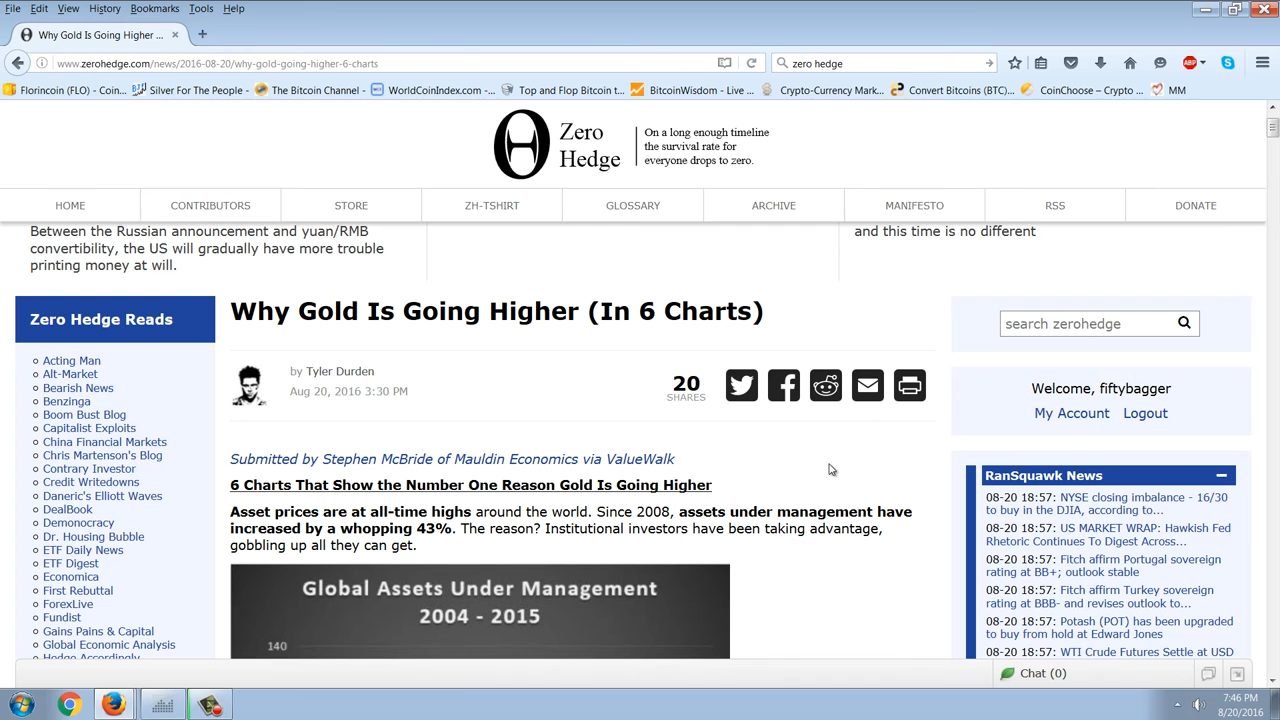 File Edit View History Bookmarks Tools Help
Why Gold Is Going Higher ...
www.zerohedge.com/news/2016-08-20/why-gold-going-higher-6-charts
zero hedge
ABP
Florincoin (FLO) - Coin...
Silver For The People -
The Bitcoin Channel -
WorldCoinIndex.com -...
Top and Flop Bitcoin t...
BitcoinWisdom - Live ...
Crypto-Currency Mark...
Convert Bitcoins (BTC)...
CoinChoose – Crypto ...
MM
Zero
Hedge
On a long enough timeline
the survival rate for
everyone drops to zero.
HOME CONTRIBUTORS STORE ZH-TSHIRT GLOSSARY ARCHIVE MANIFESTO RSS DONATE
Between the Russian announcement and yuan/RMB
convertibility, the US will gradually have more trouble
printing money at will.
and this time is no different
Zero Hedge Reads
Acting Man
Alt-Market
Bearish News
Benzinga
Boom Bust Blog
Capitalist Exploits
China Financial Markets
Chris Martenson's Blog
Contrary Investor
Credit Writedowns
Daneric's Elliott Waves
DealBook
Demonocracy
Dr. Housing Bubble
ETF Daily News
ETF Digest
Economica
First Rebuttal
ForexLive
Fundist
Gains Pains & Capital
Global Economic Analysis
Hedge Accordingly
Why Gold Is Going Higher (In 6 Charts)
by Tyler Durden
Aug 20, 2016 3:30 PM
20
SHARES
Submitted by Stephen McBride of Mauldin Economics via ValueWalk
6 Charts That Show the Number One Reason Gold Is Going Higher
Asset prices are at all-time highs around the world. Since 2008, assets under management have
increased by a whopping 43%. The reason? Institutional investors have been taking advantage,
gobbling up all they can get.
Global Assets Under Management
2004 - 2015
140
search zerohedge
Welcome, fiftybagger
My Account Logout
RanSquawk News
08-20 18:57: NYSE closing imbalance - 16/30
to buy in the DJIA, according to...
08-20 18:57: US MARKET WRAP: Hawkish Fed
Rhetoric Continues To Digest Across...
08-20 18:57: Fitch affirm Portugal sovereign
rating at BB+; outlook stable
08-20 18:57: Fitch affirm Turkey sovereign
rating at BBB- and revises outlook to...
08-20 18:57: Potash (POT) has been upgraded
to buy from hold at Edward Jones
08-20 18:57: WTI Crude Futures Settle at USD
Chat (0)
7:46 PM
8/20/2016